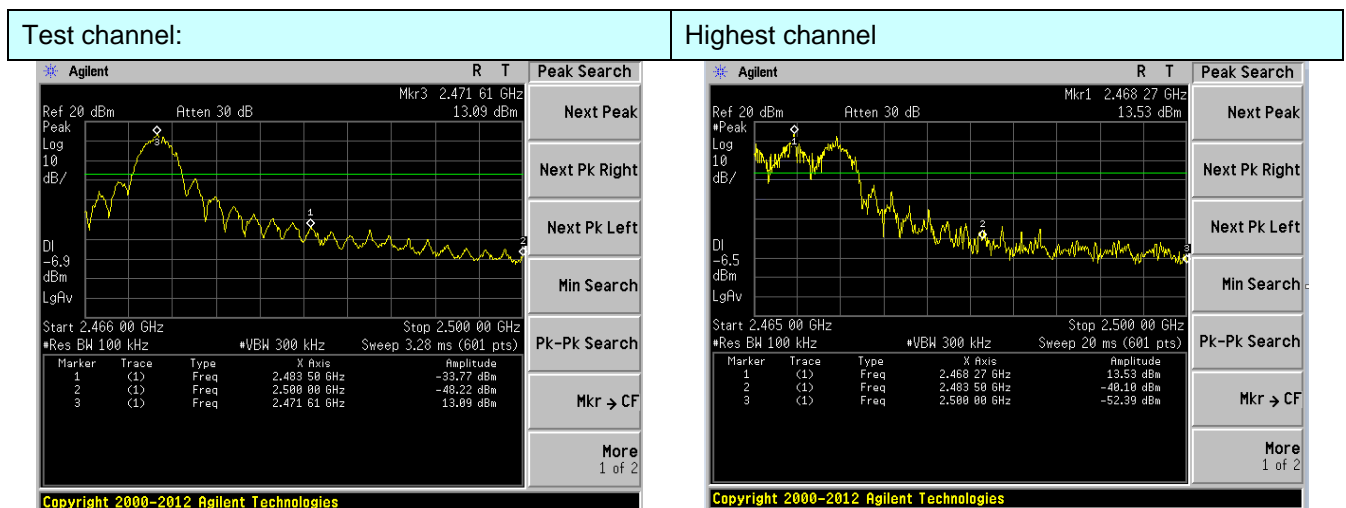 Test channel:
Highest channel
Agilent
R T
Peak Search
Mkr3 2.471 61 GHz
Ref 20 dBm
Atten 30 dB
13.09 dBm
Next Peak
Peak
Log
10
dB/
3
Next Pk Right
1
Next Pk Left
2
DI
-6.9
dBm
Min Search
LgAv
Start 2.466 00 GHz
Stop 2.500 00 GHz
#Res BW 100 kHz
#VBW 300 kHz
Sweep 3.28 ms (601 pts)
Pk-Pk Search
Marker Trace Type X Axis Amplitude
1 (1) Freq 2.483 50 GHz -33.77 dBm
2 (1) Freq 2.500 00 GHz -48.22 dBm
3 (1) Freq 2.471 61 GHz 13.09 dBm
Mkr → CF
More
1 of 2
Copyright 2000-2012 Agilent Technologies
Agilent
R T
Peak Search
Mkr1 2.468 27 GHz
Ref 20 dBm
Atten 30 dB
13.53 dBm
Next Peak
#Peak
Log
10
dB/
1
Next Pk Right
2
Next Pk Left
3
DI
-6.5
dBm
Min Search
LgAv
Start 2.465 00 GHz
Stop 2.500 00 GHz
#Res BW 100 kHz
#VBW 300 kHz
Sweep 20 ms (601 pts)
Pk-Pk Search
Marker Trace Type X Axis Amplitude
1 (1) Freq 2.468 27 GHz 13.53 dBm
2 (1) Freq 2.483 50 GHz -40.10 dBm
3 (1) Freq 2.500 00 GHz -52.39 dBm
Mkr → CF
More
1 of 2
Copyright 2000-2012 Agilent Technologies